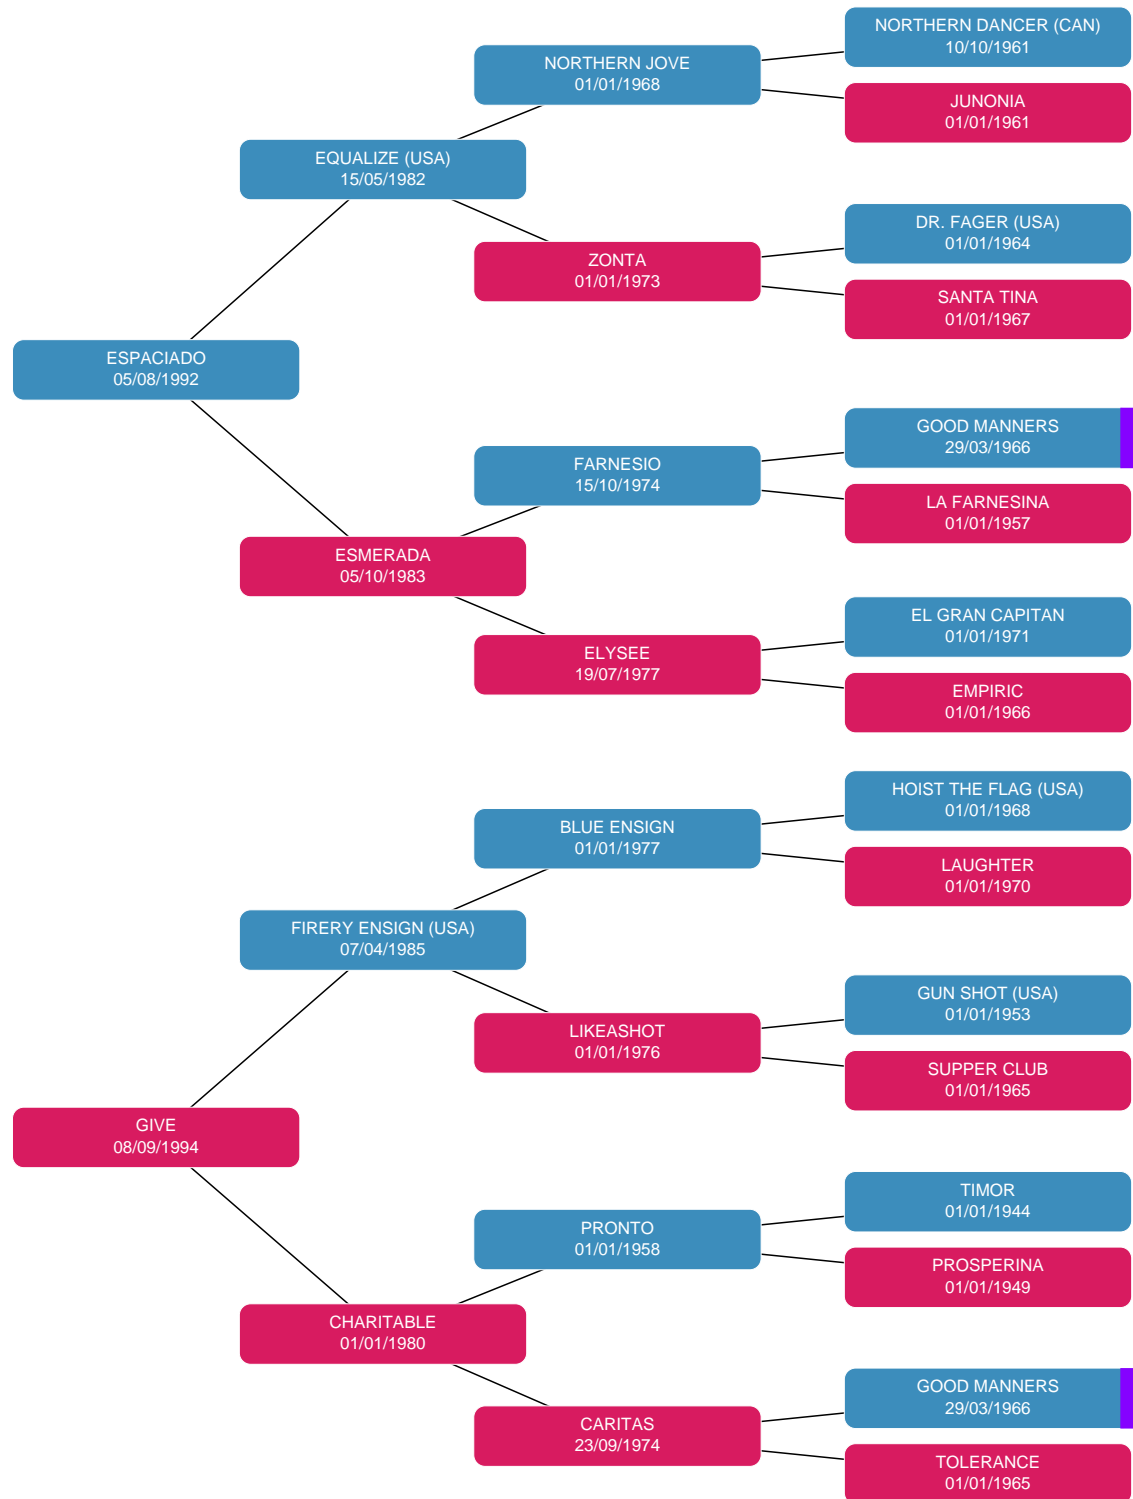 NORTHERN DANCER (CAN)
10/10/1961
NORTHERN JOVE
01/01/1968
JUNONIA
01/01/1961
EQUALIZE (USA)
15/05/1982
DR. FAGER (USA)
01/01/1964
ZONTA
01/01/1973
SANTA TINA
01/01/1967
ESPACIADO
05/08/1992
GOOD MANNERS
29/03/1966
FARNESIO
15/10/1974
LA FARNESINA
01/01/1957
ESMERADA
05/10/1983
EL GRAN CAPITAN
01/01/1971
ELYSEE
19/07/1977
EMPIRIC
01/01/1966
HOIST THE FLAG (USA)
01/01/1968
BLUE ENSIGN
01/01/1977
LAUGHTER
01/01/1970
FIRERY ENSIGN (USA)
07/04/1985
GUN SHOT (USA)
01/01/1953
LIKEASHOT
01/01/1976
SUPPER CLUB
01/01/1965
GIVE
08/09/1994
TIMOR
01/01/1944
PRONTO
01/01/1958
PROSPERINA
01/01/1949
CHARITABLE
01/01/1980
GOOD MANNERS
29/03/1966
CARITAS
23/09/1974
TOLERANCE
01/01/1965